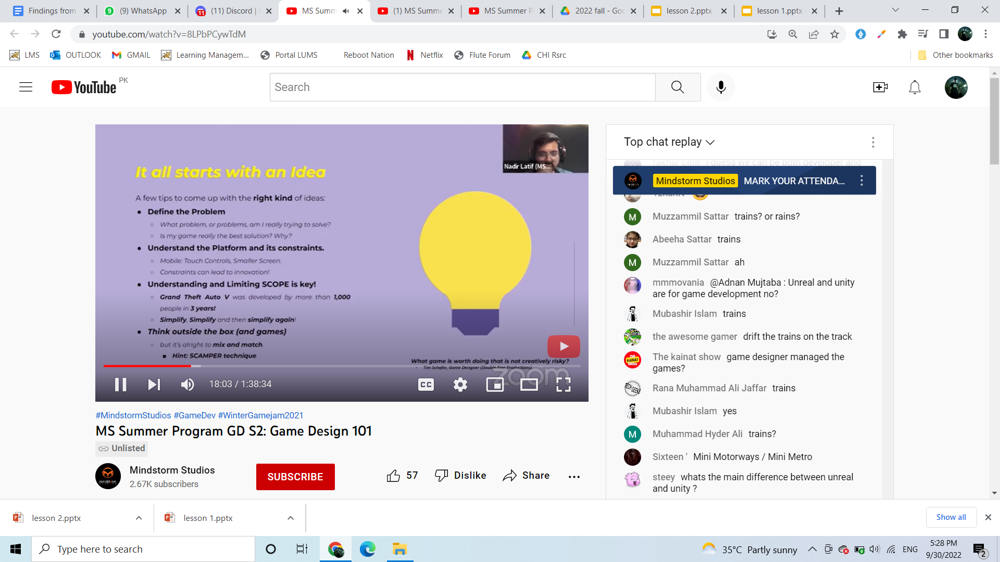 Findings from
(9) WhatsApp
(11) Discord |
MS Summ
(1) MS Summe
MS Summer P
2022 fall - Goo
lesson 2.pptx
lesson 1.pptx
youtube.com/watch?v=8LPbPCywTdM
LMS
OUTLOOK
GMAIL
Learning Managem...
Portal LUMS
Reboot Nation
Netflix
Flute Forum
CHI Rsrc
Other bookmarks
YouTube PK
Search
It all starts with an Idea
Nadir Latif (MS...
A few tips to come up with the right kind of ideas:
Define the Problem
What problem, or problems, am I really trying to solve?
Is my game really the best solution? Why?
Understand the Platform and its constraints.
Mobile: Touch Controls, Smaller Screen.
Constraints can lead to innovation!
Understanding and Limiting SCOPE is key!
Grand Theft Auto V was developed by more than 1,000
people in 3 years!
Simplify, Simplify and then simplify again!
Think outside the box (and games)
but it's alright to mix and match.
Hint: SCAMPER technique
What game is worth doing that is not creatively risky?
- Tim Schafer, Game Designer (Double Fine Productions)
zoom
CC
18:03 / 1:38:34
#MindstormStudios #GameDev #WinterGamejam2021
MS Summer Program GD S2: Game Design 101
Unlisted
Mindstorm Studios
2.67K subscribers
SUBSCRIBE
57
Dislike
Share
Top chat replay
Mindstorm Studios MARK YOUR ATTENDA...
Muzzammil Sattar trains? or rains?
Abeeha Sattar trains
Muzzammil Sattar ah
mmmovania @Adnan Mujtaba : Unreal and unity
are for game development no?
Mubashir Islam trains
the awesome gamer drift the trains on the track
The kainat show game designer managed the
games?
Rana Muhammad Ali Jaffar trains
Mubashir Islam yes
Muhammad Hyder Ali trains?
Sixteen ' Mini Motorways / Mini Metro
steey whats the main difference between unreal
and unity ?
lesson 2.pptx
lesson 1.pptx
Show all
Type here to search
35°C Partly sunny
ENG
5:28 PM
9/30/2022
2